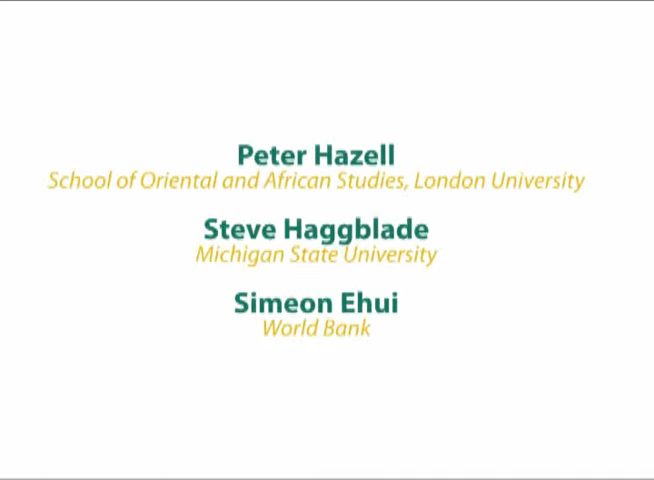 Peter Hazell
School of Oriental and African Studies, London University
Steve Haggblade
Michigan State University
Simeon Ehui
World Bank